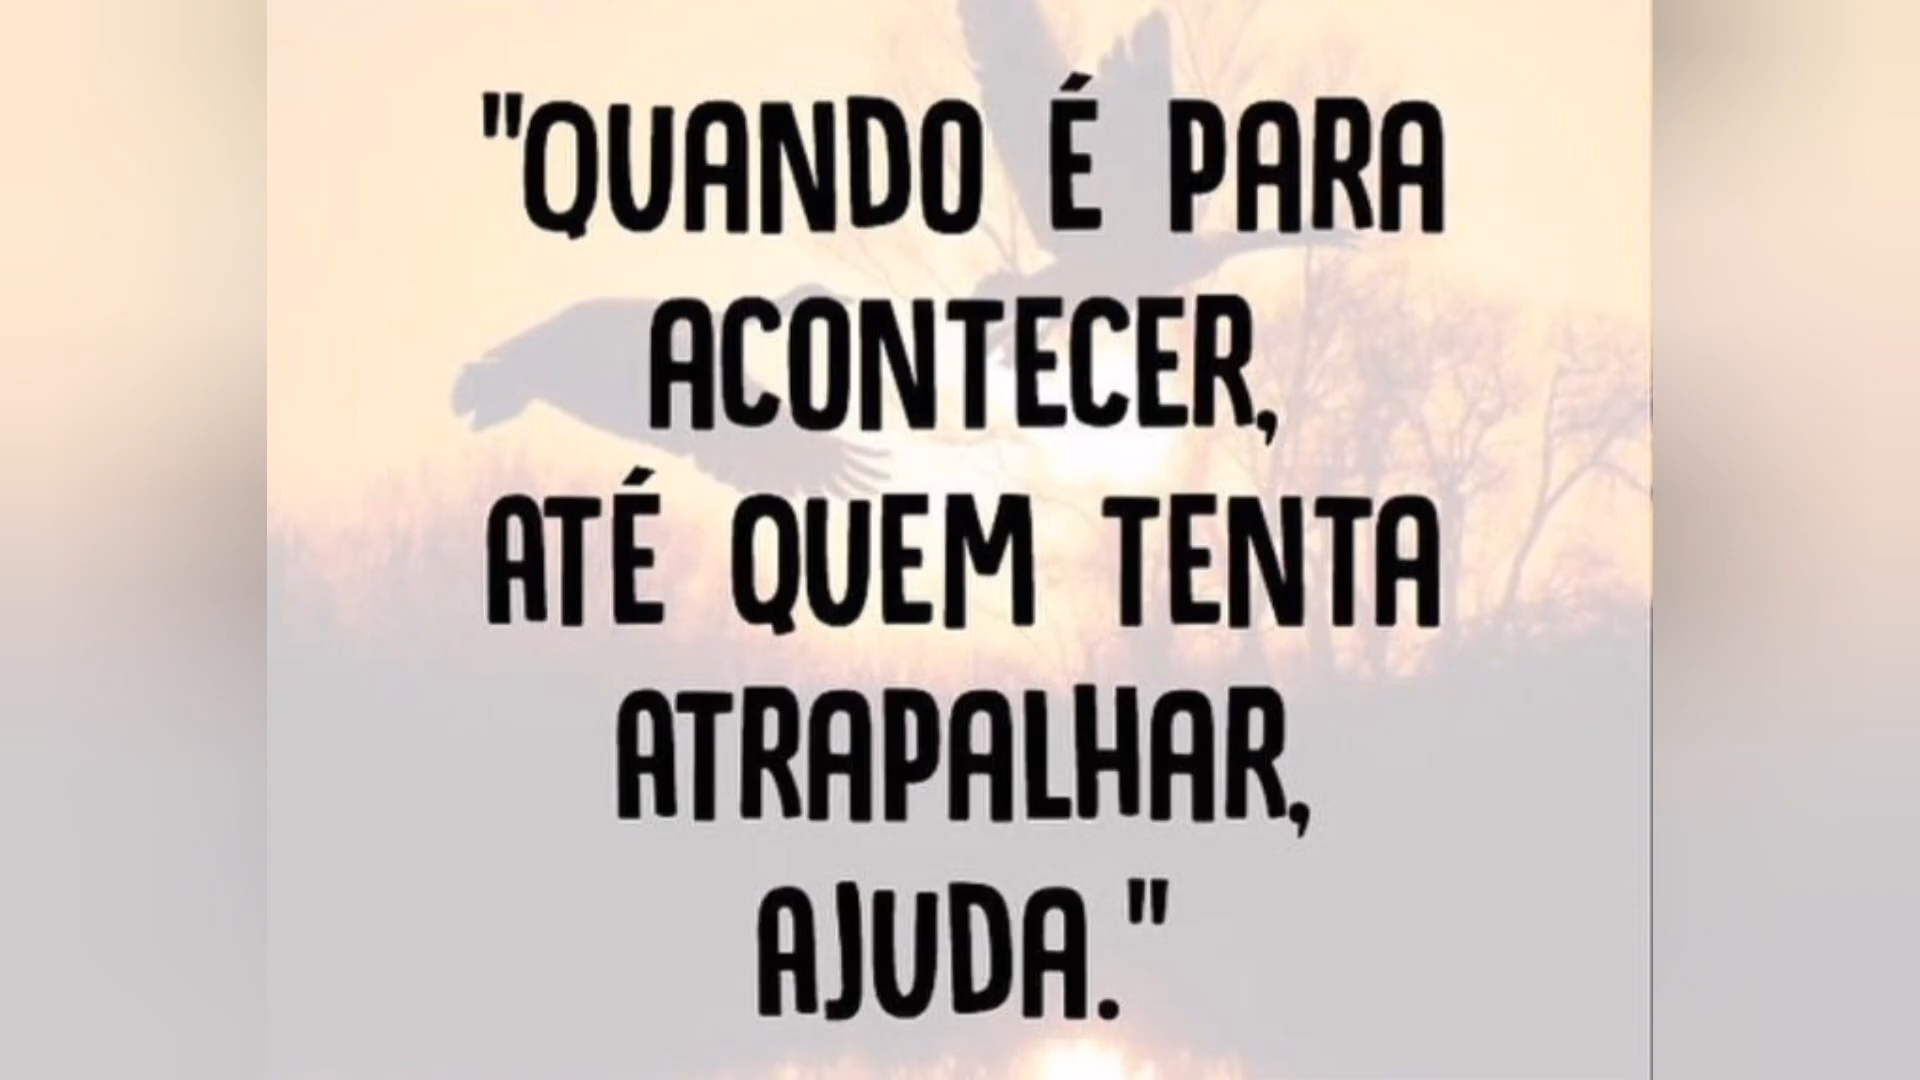 "QUANDO É PARA
ACONTECER,
ATÉ QUEM TENTA
ATRAPALHAR,
AJUDA."